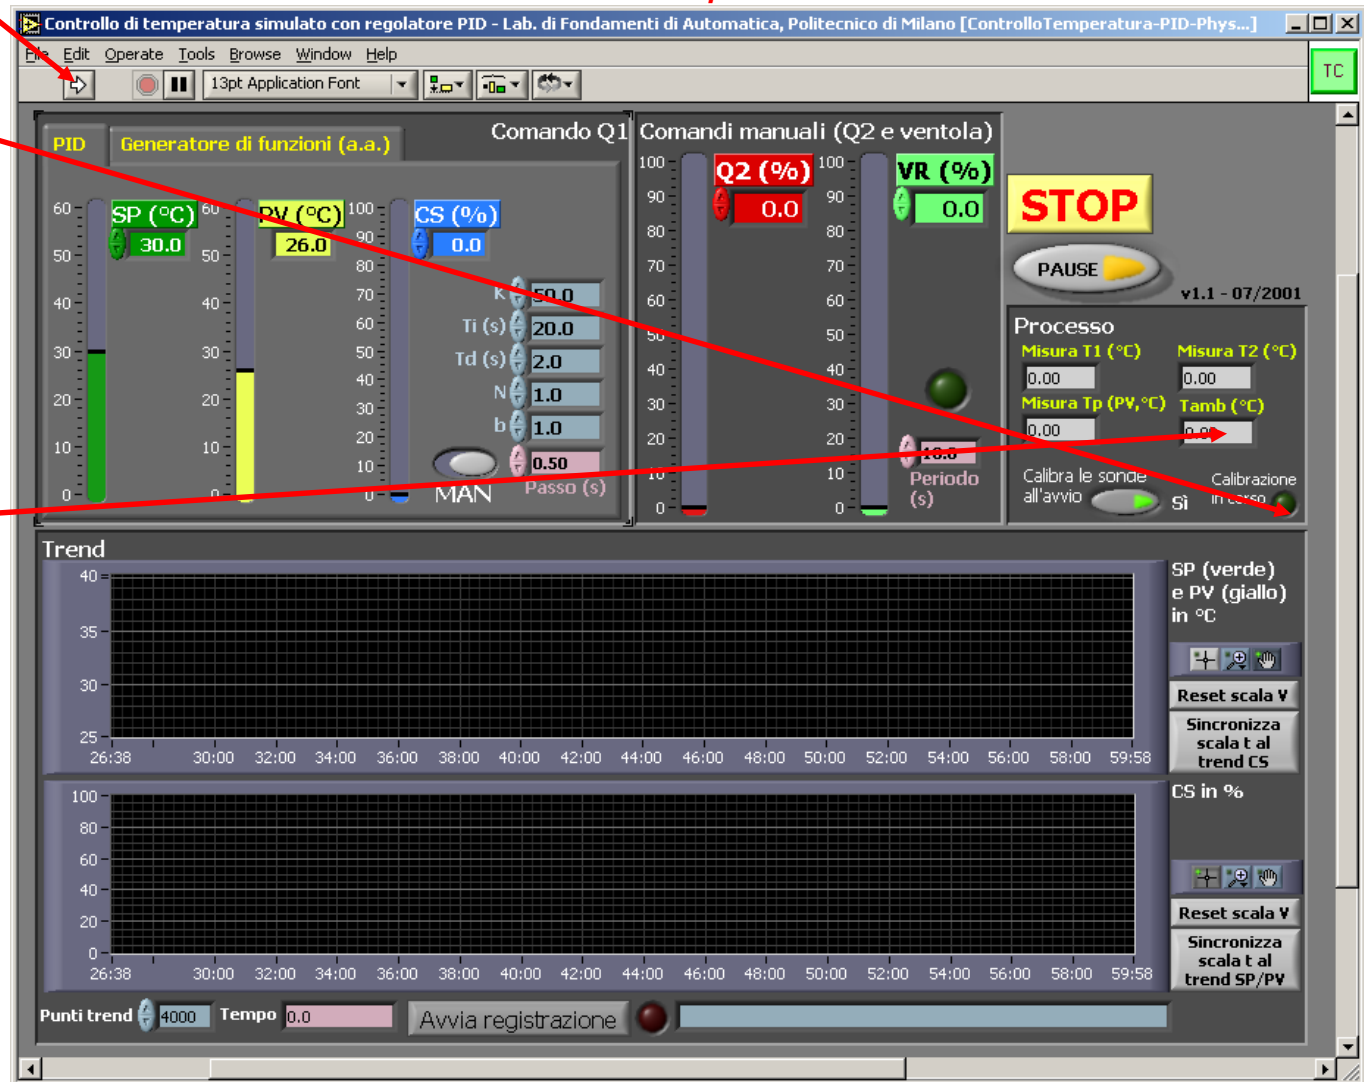 Controllo di temperatura simulato con regolatore PID - Lab. di Fondamenti di Automatica, Politecnico di Milano [ControlloTemperatura-PID-Phys...]
File Edit Operate Tools Browse Window Help
13pt Application Font
TC
PID
Generatore di funzioni (a.a.)
Comando Q1
SP (°C)
30.0
PV (°C)
26.0
CS (%)
0.0
60
50
40
30
20
10
0
60
50
40
30
20
10
0
100
90
80
70
60
50
40
30
20
10
0
K 50.0
Ti (s) 20.0
Td (s) 2.0
N 1.0
b 1.0
0.50
MAN
Passo (s)
Comandi manuali (Q2 e ventola)
Q2 (%)
0.0
VR (%)
0.0
100
90
80
70
60
50
40
30
20
10
0
100
90
80
70
60
50
40
30
20
10
0
10.0
Periodo
(s)
STOP
PAUSE
v1.1 - 07/2001
Processo
Misura T1 (°C) Misura T2 (°C)
0.00 0.00
Misura Tp (PV,°C) Tamb (°C)
0.00 0.00
Calibra le sonde
all'avvio
Sì
Calibrazione
in corso
Trend
40
35
30
25
26:38 30:00 32:00 34:00 36:00 38:00 40:00 42:00 44:00 46:00 48:00 50:00 52:00 54:00 56:00 58:00 59:58
SP (verde)
e PV (giallo)
in °C
Reset scala V
Sincronizza
scala t al
trend CS
100
80
60
40
20
0
26:38 30:00 32:00 34:00 36:00 38:00 40:00 42:00 44:00 46:00 48:00 50:00 52:00 54:00 56:00 58:00 59:58
CS in %
Reset scala V
Sincronizza
scala t al
trend SP/PV
Punti trend 4000 Tempo 0.0 Avvia registrazione